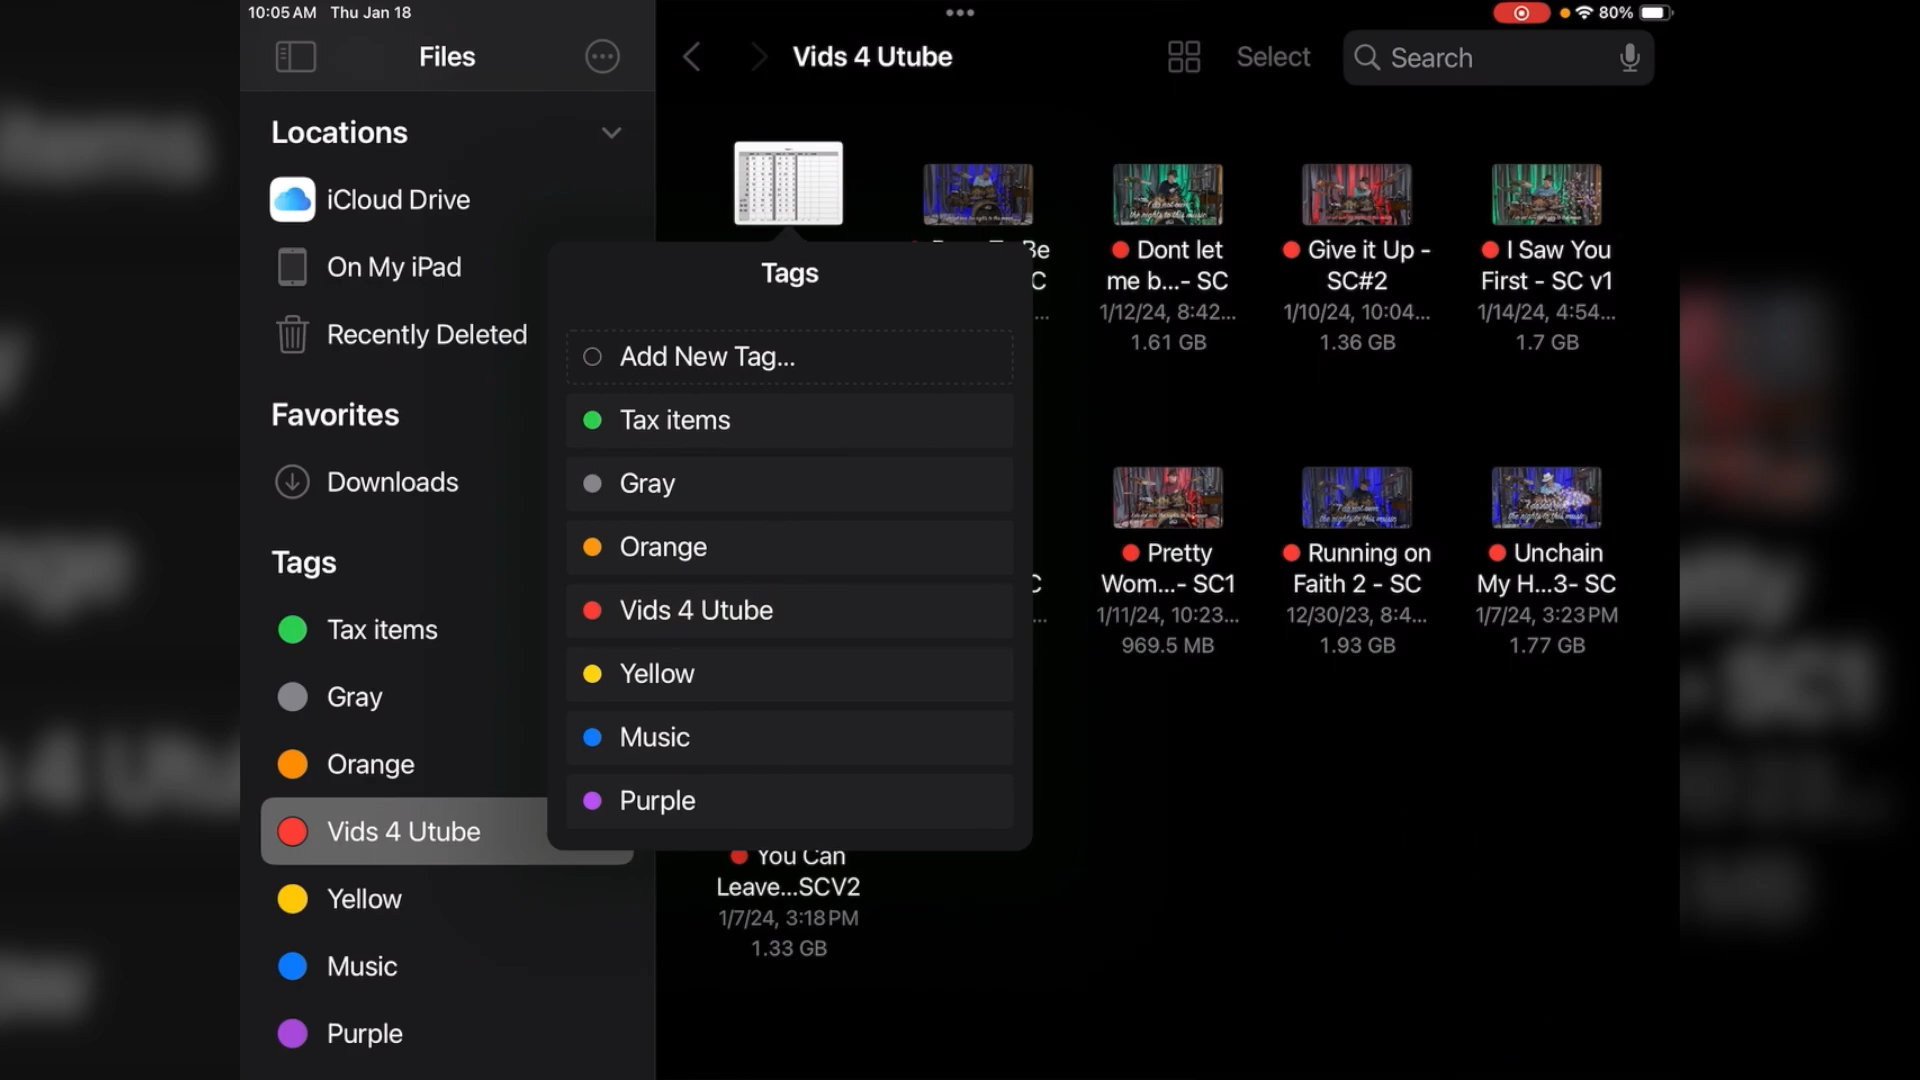 10:05 AM Thu Jan 18
80%
Files
Vids 4 Utube
Select
Search
Locations
iCloud Drive
On My iPad
Recently Deleted
Favorites
Downloads
Tags
Tax items
Gray
Orange
Vids 4 Utube
Yellow
Music
Purple
Tags
Add New Tag...
Tax items
Gray
Orange
Vids 4 Utube
Yellow
Music
Purple
Be
C
...
Dont let
me b...- SC
1/12/24, 8:42...
1.61 GB
Give it Up -
SC#2
1/10/24, 10:04...
1.36 GB
I Saw You
First - SC v1
1/14/24, 4:54...
1.7 GB
C
...
Pretty
Wom...- SC1
1/11/24, 10:23...
969.5 MB
Running on
Faith 2 - SC
12/30/23, 8:4...
1.93 GB
Unchain
My H...3- SC
1/7/24, 3:23 PM
1.77 GB
You Can
Leave...SCV2
1/7/24, 3:18 PM
1.33 GB